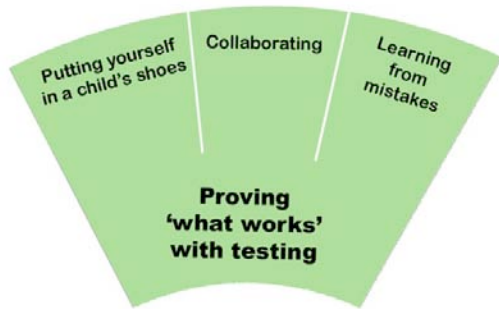 Putting yourself
in a child's shoes
Collaborating
Learning
from
mistakes
Proving
‘what works’
with testing